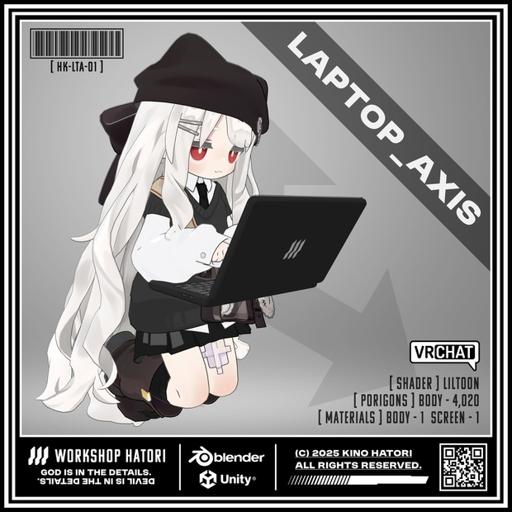 [ HK-LTA-01 ]
LAPTOP_AXIS
VRCHAT
[ SHADER ] LILTOON
[ PORIGONS ] BODY - 4,020
[ MATERIALS ] BODY - 1 SCREEN - 1
WORKSHOP HATORI
GOD IS IN THE DETAILS.
DEVIL IS IN THE DETAILS.
blender
Unity
(C) 2025 KINO HATORI
ALL RIGHTS RESERVED.